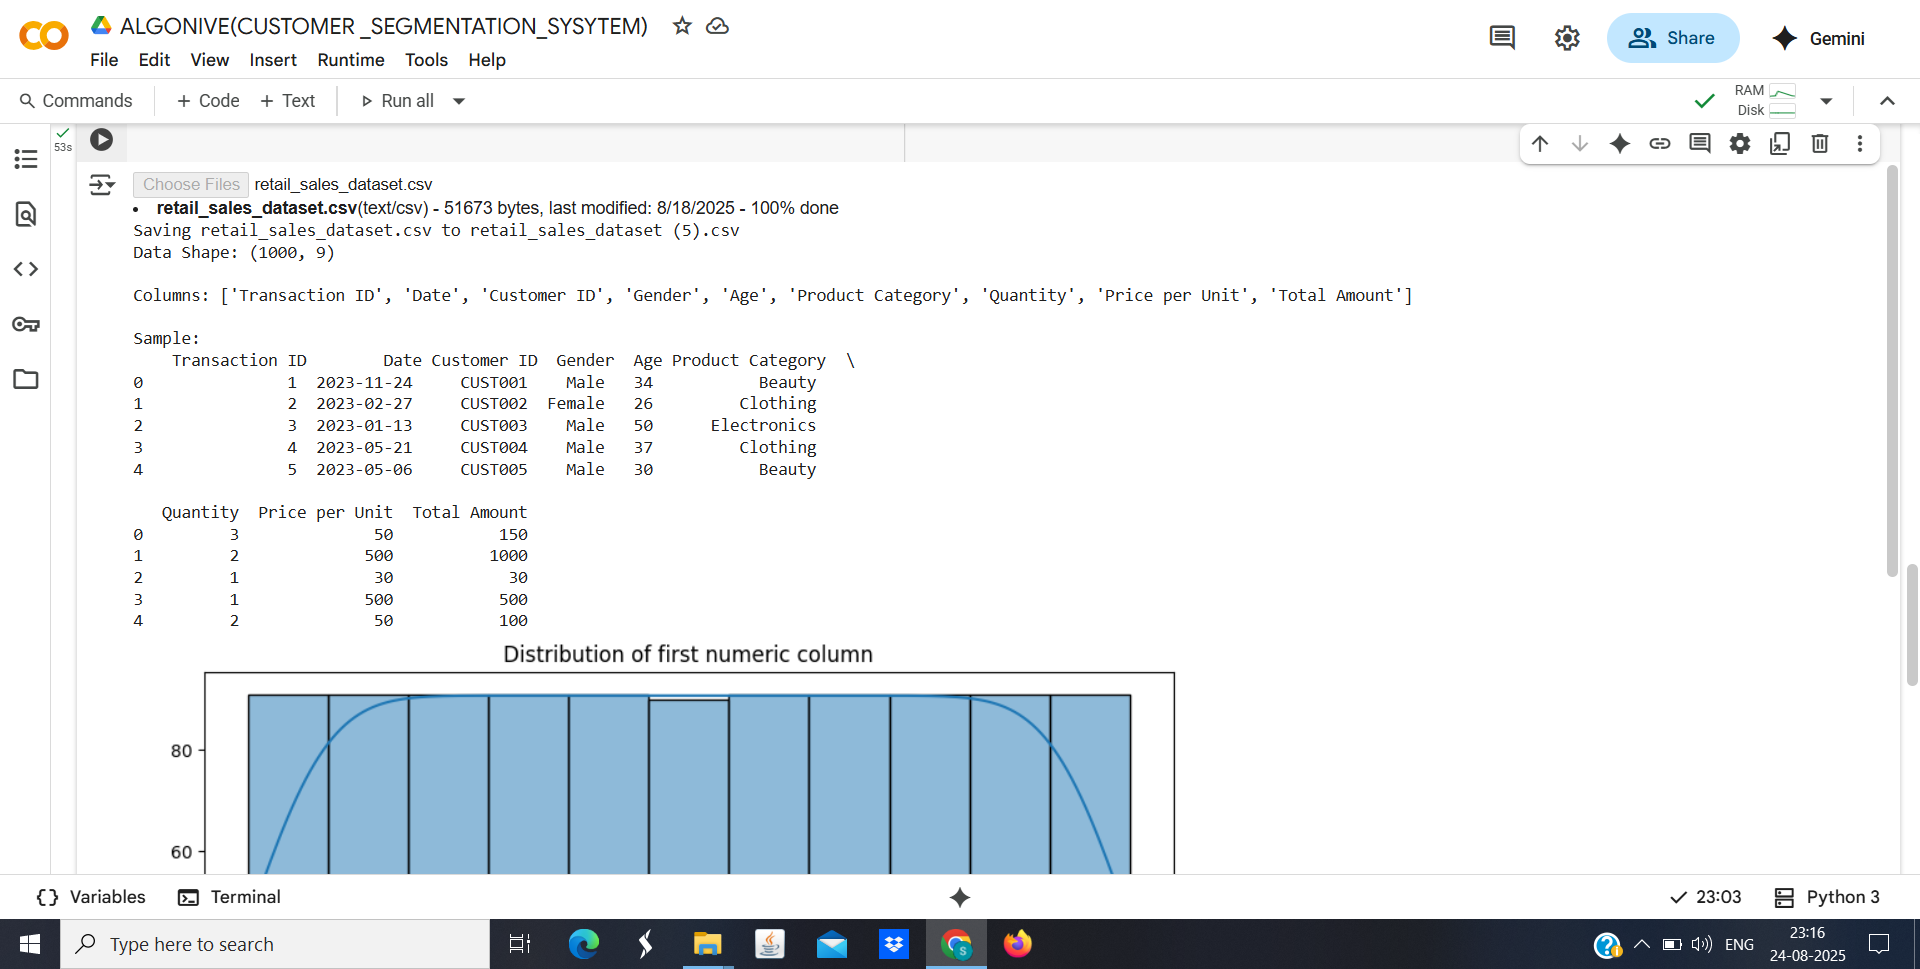 ALGONIVE(CUSTOMER _SEGMENTATION_SYSYTEM)
File Edit View Insert Runtime Tools Help
Share
Gemini
Commands + Code + Text Run all
RAM
Disk
53s
Choose Files retail_sales_dataset.csv
• retail_sales_dataset.csv(text/csv) - 51673 bytes, last modified: 8/18/2025 - 100% done
Saving retail_sales_dataset.csv to retail_sales_dataset (5).csv
Data Shape: (1000, 9)
Columns: ['Transaction ID', 'Date', 'Customer ID', 'Gender', 'Age', 'Product Category', 'Quantity', 'Price per Unit', 'Total Amount']
Sample:
Transaction ID Date Customer ID Gender Age Product Category \
0 1 2023-11-24 CUST001 Male 34 Beauty
1 2 2023-02-27 CUST002 Female 26 Clothing
2 3 2023-01-13 CUST003 Male 50 Electronics
3 4 2023-05-21 CUST004 Male 37 Clothing
4 5 2023-05-06 CUST005 Male 30 Beauty
Quantity Price per Unit Total Amount
0 3 50 150
1 2 500 1000
2 1 30 30
3 1 500 500
4 2 50 100
Distribution of first numeric column
80
60
Variables Terminal
23:03 Python 3
Type here to search
ENG
23:16
24-08-2025